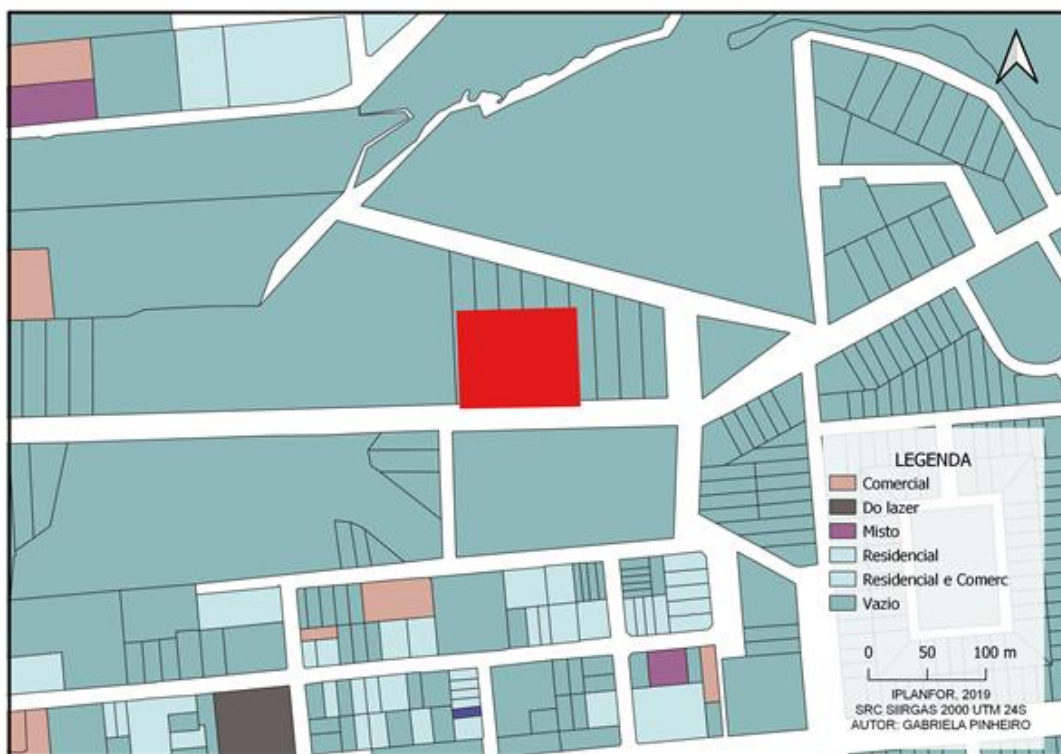 LEGENDA
Comercial
Do lazer
Misto
Residencial
Residencial e Comerc
Vazio
0 50 100 m
IPLANFOR, 2019
SRC SIIRGAS 2000 UTM 24S
AUTOR: GABRIELA PINHEIRO